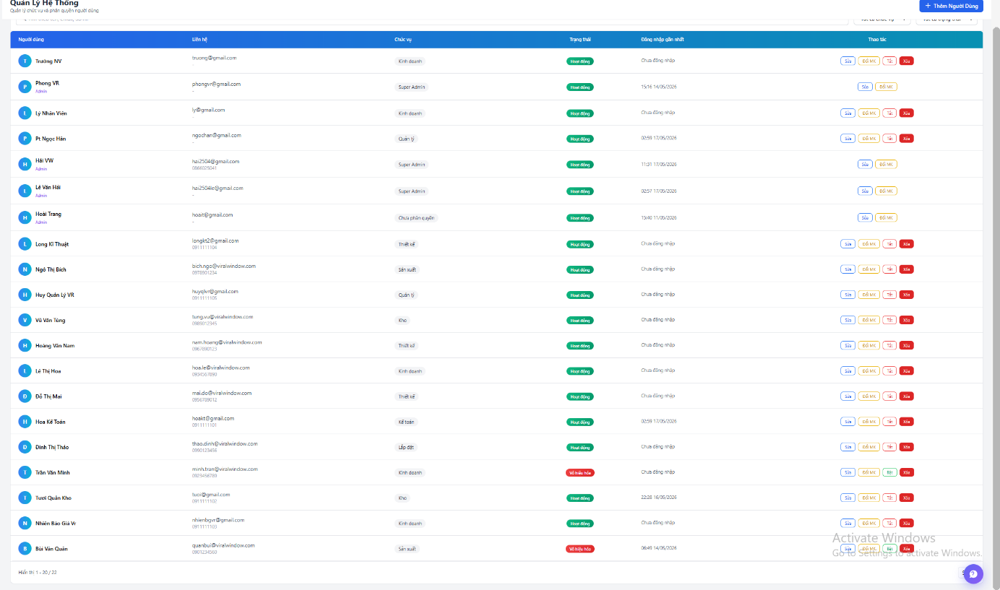 Quản Lý Hệ Thống
Quản lý chức vụ và phân quyền người dùng
+ Thêm Người Dùng
Người dùng Liên hệ Chức vụ Trạng thái Đăng nhập gần nhất Thao tác
T Trường NV truong@gmail.com Kinh doanh Hoạt động Chưa đăng nhập Sửa Đổi MK Tắt Xóa
-
P Phong VR phongvr@gmail.com Super Admin Hoạt động 15:16 14/05/2026 Sửa Đổi MK
Admin -
L Lý Nhân Viên ly@gmail.com Kinh doanh Hoạt động Chưa đăng nhập Sửa Đổi MK Tắt Xóa
-
P Pt Ngọc Hân ngochan@gmail.com Quản lý Hoạt động 02:59 17/05/2026 Sửa Đổi MK Tắt Xóa
-
H Hải VW hai2504@gmail.com Super Admin Hoạt động 11:31 17/05/2026 Sửa Đổi MK
Admin 0866025041
L Lê Văn Hải hai2504le@gmail.com Super Admin Hoạt động 02:57 17/05/2026 Sửa Đổi MK
Admin -
H Hoài Trang hoait@gmail.com Chưa phân quyền Hoạt động 15:40 11/05/2026 Sửa Đổi MK
Admin -
L Long Kĩ Thuật longkt2@gmail.com Thiết kế Hoạt động Chưa đăng nhập Sửa Đổi MK Tắt Xóa
0911111104
N Ngô Thị Bích bich.ngo@viralwindow.com Sản xuất Hoạt động Chưa đăng nhập Sửa Đổi MK Tắt Xóa
0978901234
H Huy Quản Lý VR huyqlvr@gmail.com Quản lý Hoạt động Chưa đăng nhập Sửa Đổi MK Tắt Xóa
0911111105
V Vũ Văn Tùng tung.vu@viralwindow.com Kho Hoạt động Chưa đăng nhập Sửa Đổi MK Tắt Xóa
0989012345
H Hoàng Văn Nam nam.hoang@viralwindow.com Thiết kế Hoạt động Chưa đăng nhập Sửa Đổi MK Tắt Xóa
0967890123
L Lê Thị Hoa hoa.le@viralwindow.com Kinh doanh Hoạt động Chưa đăng nhập Sửa Đổi MK Tắt Xóa
0934567890
Đ Đỗ Thị Mai mai.do@viralwindow.com Thiết kế Hoạt động Chưa đăng nhập Sửa Đổi MK Tắt Xóa
0956789012
H Hoa Kế Toán hoakt@gmail.com Kế toán Hoạt động 02:59 17/05/2026 Sửa Đổi MK Tắt Xóa
0911111101
Đ Đinh Thị Thảo thao.dinh@viralwindow.com Lắp đặt Hoạt động Chưa đăng nhập Sửa Đổi MK Tắt Xóa
0990123456
T Trần Văn Minh minh.tran@viralwindow.com Kinh doanh Vô hiệu hóa Chưa đăng nhập Sửa Đổi MK Bật Xóa
0923456789
T Tươi Quản Kho tuoi@gmail.com Kho Hoạt động 22:28 16/05/2026 Sửa Đổi MK Tắt Xóa
0911111102
N Nhiên Báo Giá Vr nhienbgvr@gmail.com Kinh doanh Hoạt động Chưa đăng nhập Sửa Đổi MK Tắt Xóa
0911111103
B Bùi Văn Quân quanbui@viralwindow.com Sản xuất Vô hiệu hóa 06:49 14/05/2026 Sửa Đổi MK Bật Xóa
0901234560
Activate Windows
Go to Settings to activate Windows.
Hiển thị 1 - 20 / 22